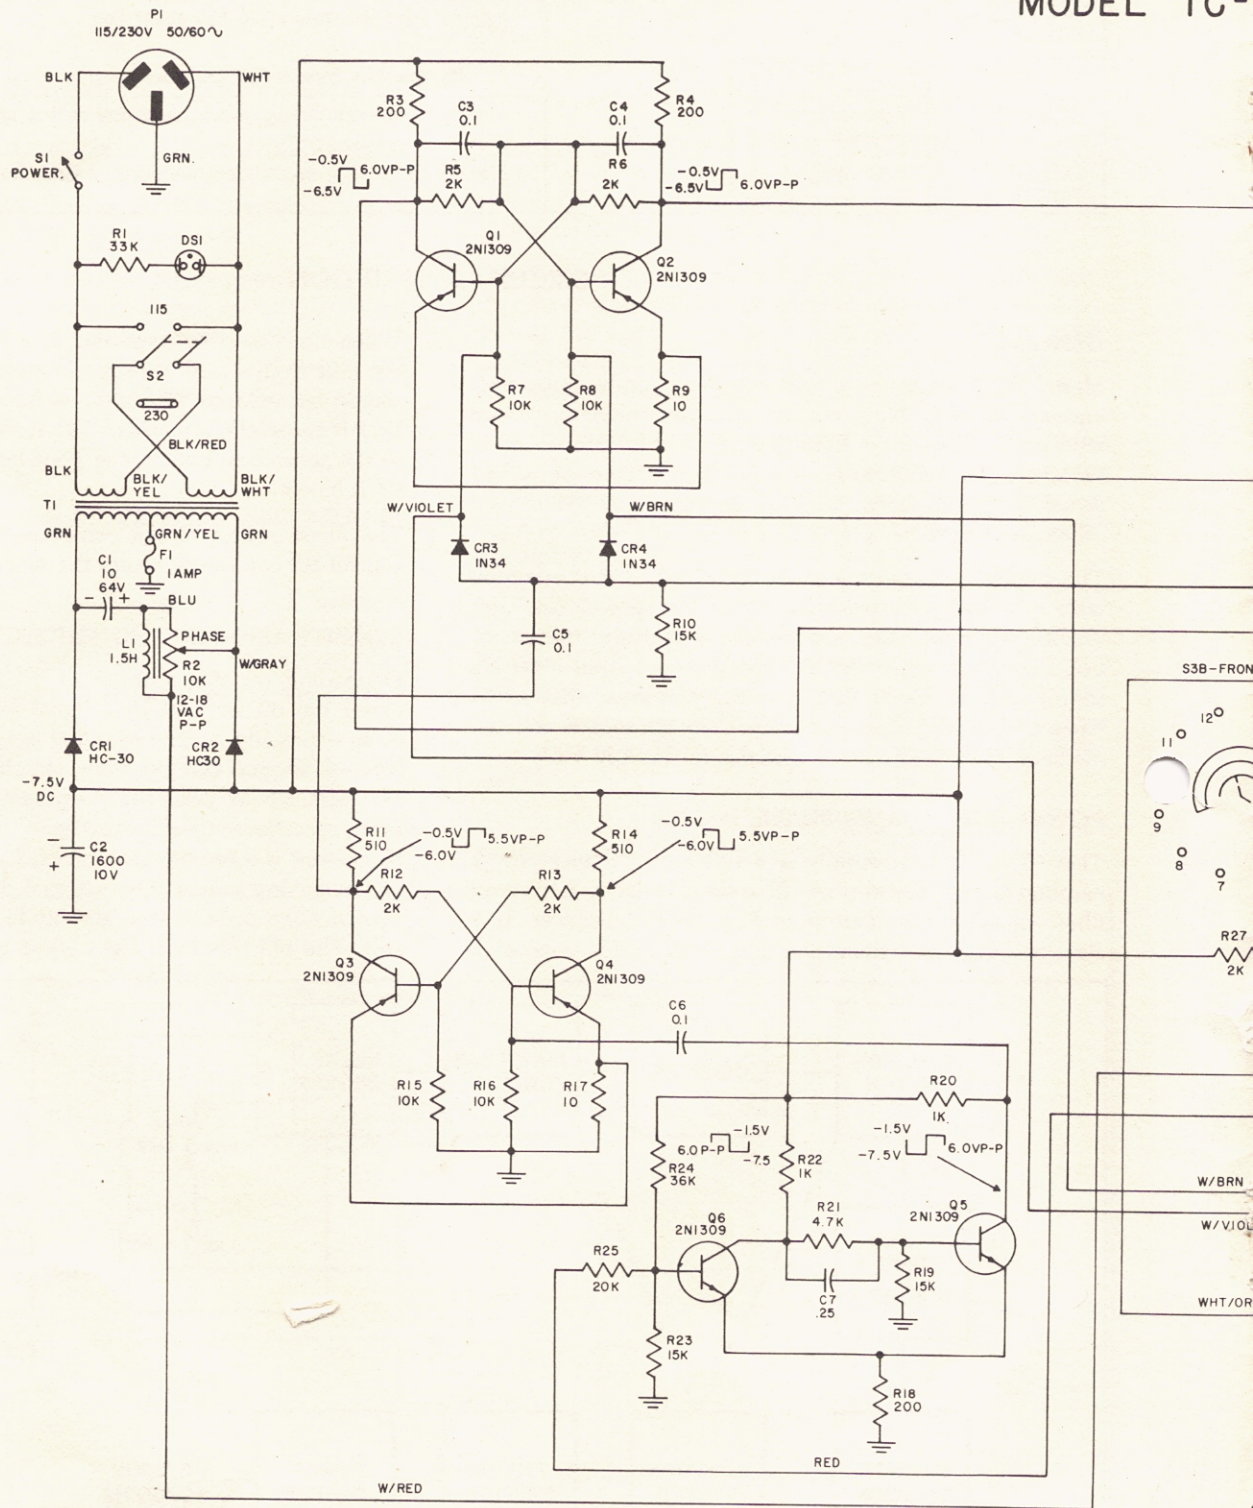 MODEL TC-
P1
115/230V 50/60~
BLK
WHT
GRN.
S1
POWER.
R1
33K
DS1
115
S2
230
BLK/RED
BLK
BLK/
YEL
BLK/
WHT
T1
GRN
GRN/YEL
GRN
F1
1AMP
C1
10
64V
- +
BLU
PHASE
L1
1.5H
R2
10K
W/GRAY
12-18
VAC
P-P
CR1
HC-30
CR2
HC30
-7.5V
DC
-
+
C2
1600
10V
R3
200
C3
0.1
C4
0.1
R4
200
-0.5V
6.0VP-P
-6.5V
R5
2K
R6
2K
-0.5V
-6.5V
6.0VP-P
Q1
2N1309
Q2
2N1309
R7
10K
R8
10K
R9
10
W/VIOLET
W/BRN
CR3
1N34
CR4
1N34
C5
0.1
R10
15K
S3B-FRON
12
11
9
8
7
R11
510
-0.5V
-6.0V
5.5VP-P
R14
510
-0.5V
-6.0V
5.5VP-P
R12
2K
R13
2K
Q3
2N1309
Q4
2N1309
R27
2K
C6
0.1
R15
10K
R16
10K
R17
10
R20
1K
6.0P-P
-1.5V
-7.5
R24
36K
R22
1K
-1.5V
-7.5V
6.0VP-P
W/BRN
Q6
2N1309
R21
4.7K
Q5
2N1309
W/VIOL
R25
20K
C7
.25
R19
15K
WHT/OR
R23
15K
R18
200
RED
W/RED